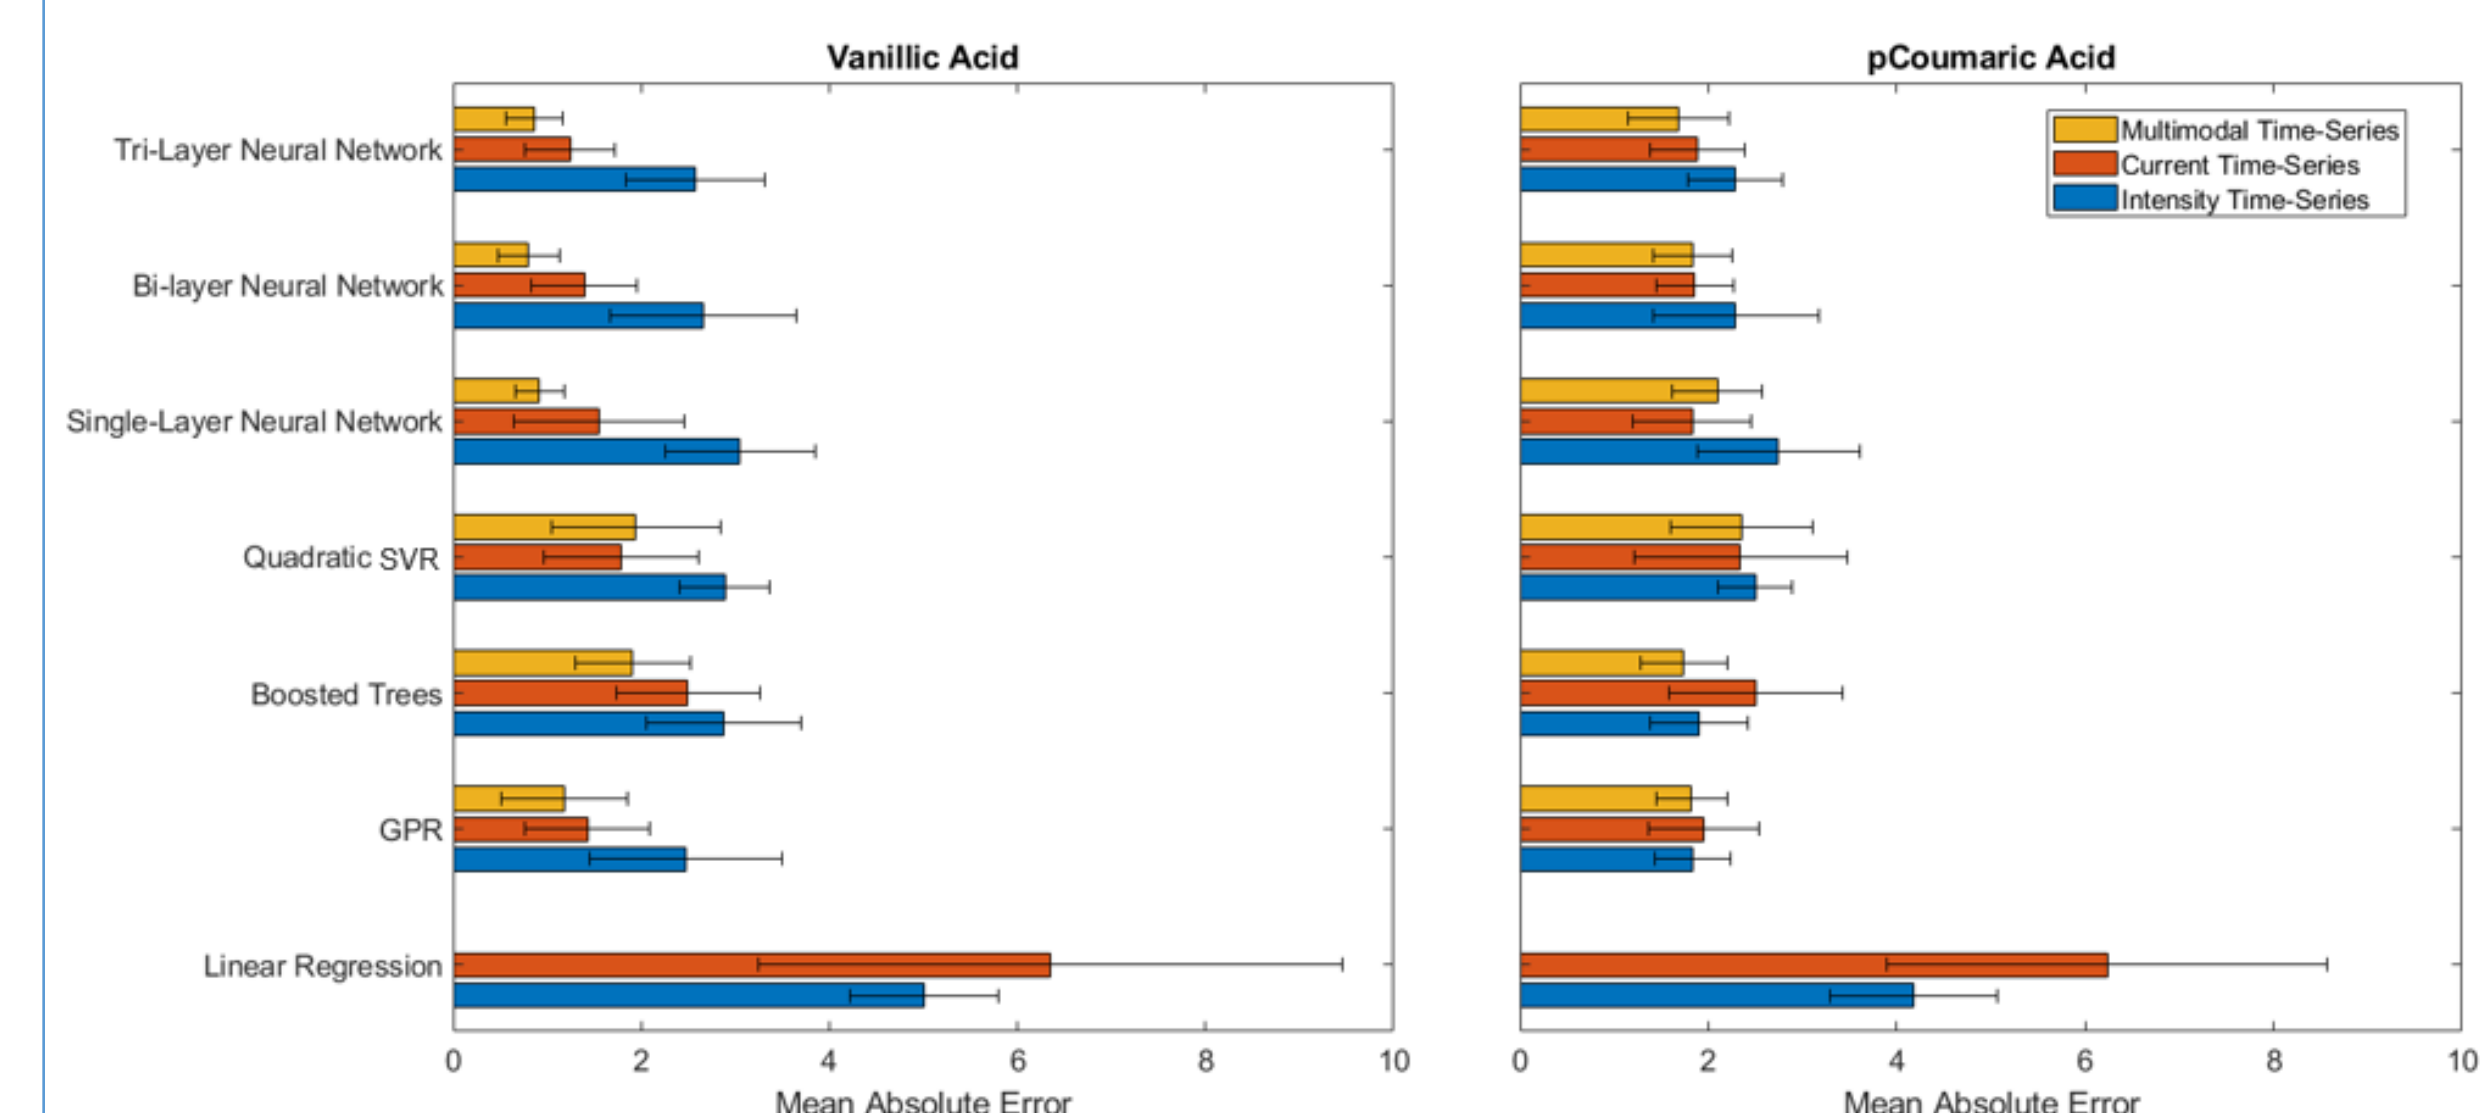 Vanillic Acid
Tri-Layer Neural Network
Bi-layer Neural Network
Single-Layer Neural Network
Quadratic SVR
Boosted Trees
GPR
Linear Regression
0 2 4 6 8 10
Mean Absolute Error
pCoumaric Acid
Multimodal Time-Series
Current Time-Series
Intensity Time-Series
0 2 4 6 8 10
Mean Absolute Error